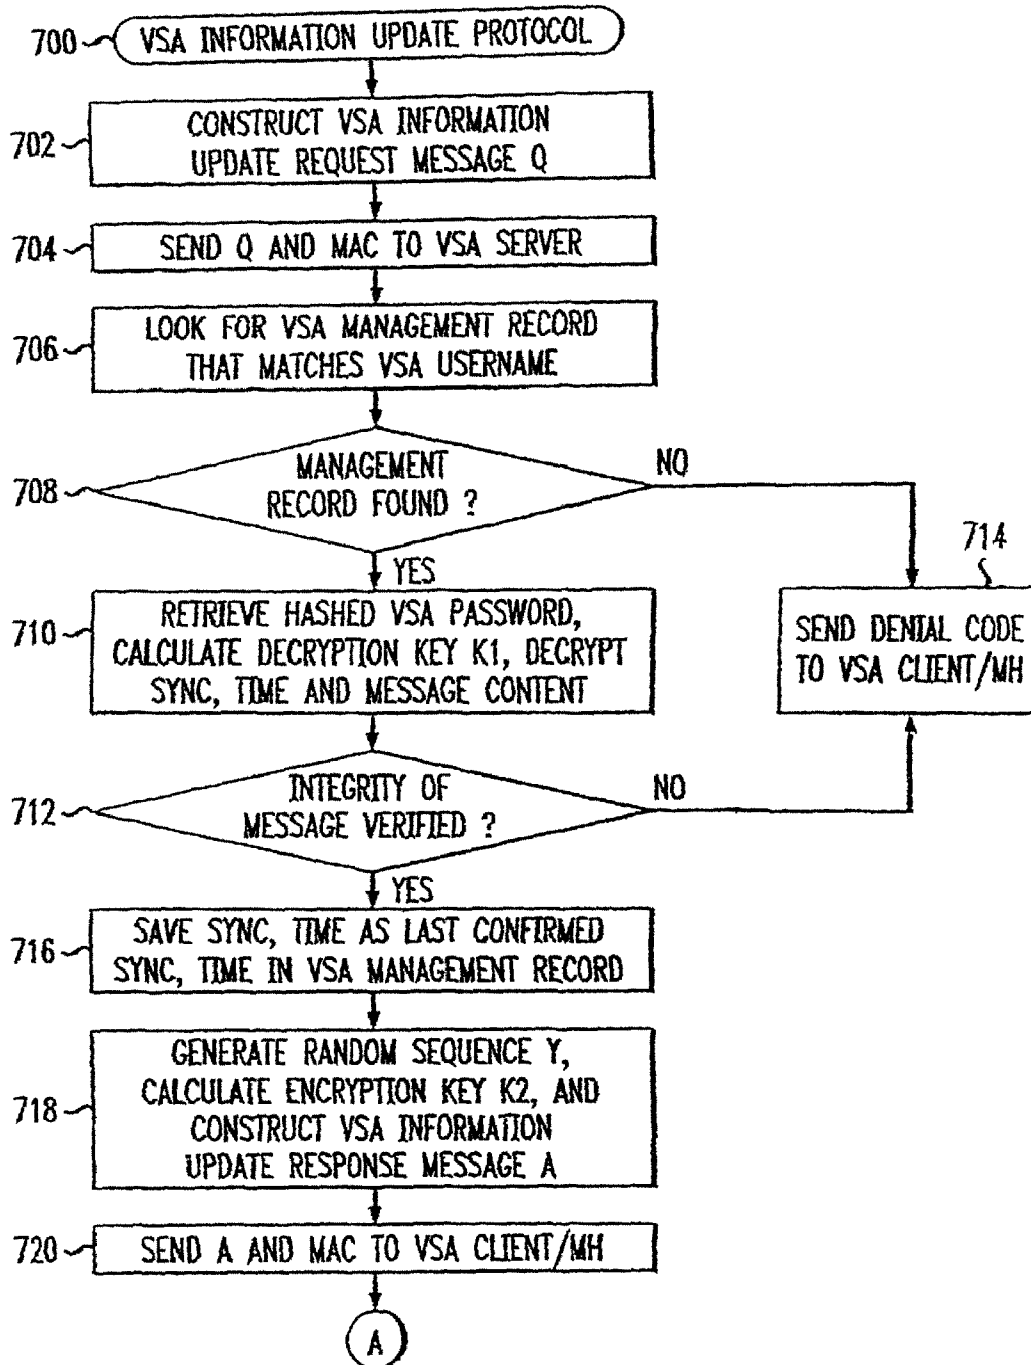 700
VSA INFORMATION UPDATE PROTOCOL
702
CONSTRUCT VSA INFORMATION
UPDATE REQUEST MESSAGE Q
704
SEND Q AND MAC TO VSA SERVER
706
LOOK FOR VSA MANAGEMENT RECORD
THAT MATCHES VSA USERNAME
708
MANAGEMENT
RECORD FOUND ?
NO
YES
714
SEND DENIAL CODE
TO VSA CLIENT/MH
710
RETRIEVE HASHED VSA PASSWORD,
CALCULATE DECRYPTION KEY K1, DECRYPT
SYNC, TIME AND MESSAGE CONTENT
712
INTEGRITY OF
MESSAGE VERIFIED ?
NO
YES
716
SAVE SYNC, TIME AS LAST CONFIRMED
SYNC, TIME IN VSA MANAGEMENT RECORD
718
GENERATE RANDOM SEQUENCE Y,
CALCULATE ENCRYPTION KEY K2, AND
CONSTRUCT VSA INFORMATION
UPDATE RESPONSE MESSAGE A
720
SEND A AND MAC TO VSA CLIENT/MH
A